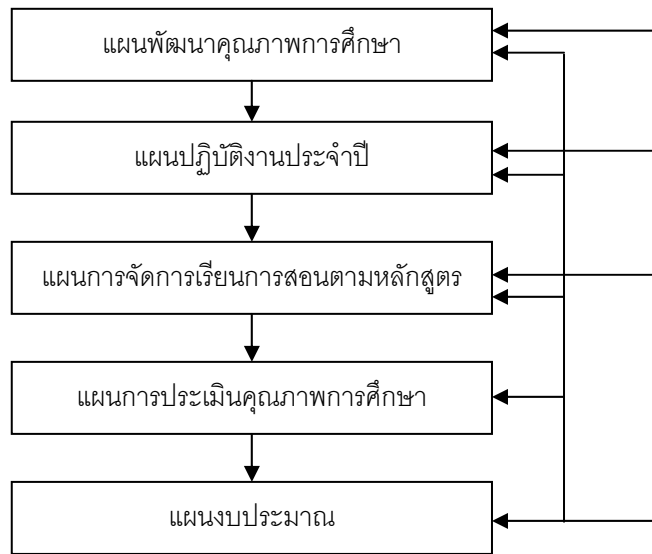 แผนพัฒนาคุณภาพการศึกษา
แผนปฏิบัติงานประจำปี
แผนการจัดการเรียนการสอนตามหลักสูตร
แผนการประเมินคุณภาพการศึกษา
แผนงบประมาณ